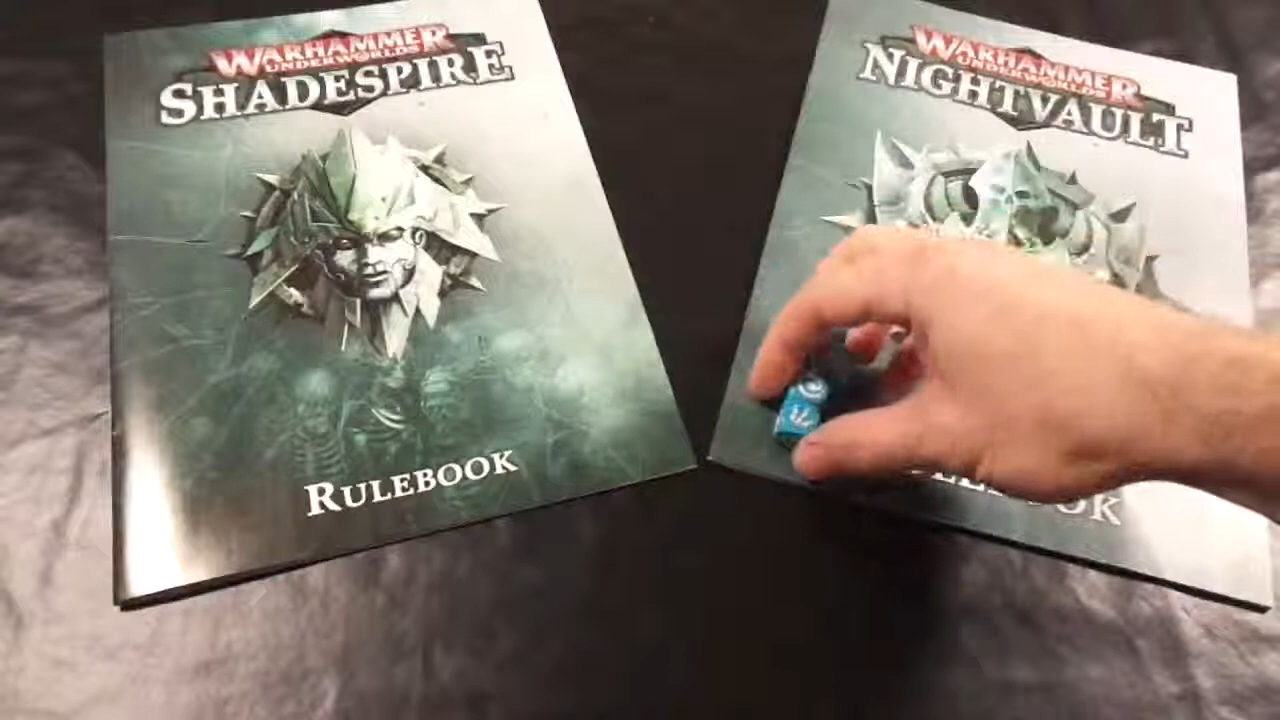 WARHAMMER
UNDERWORLDS
SHADESPIRE
RULEBOOK
WARHAMMER
UNDERWORLDS
NIGHTVAULT